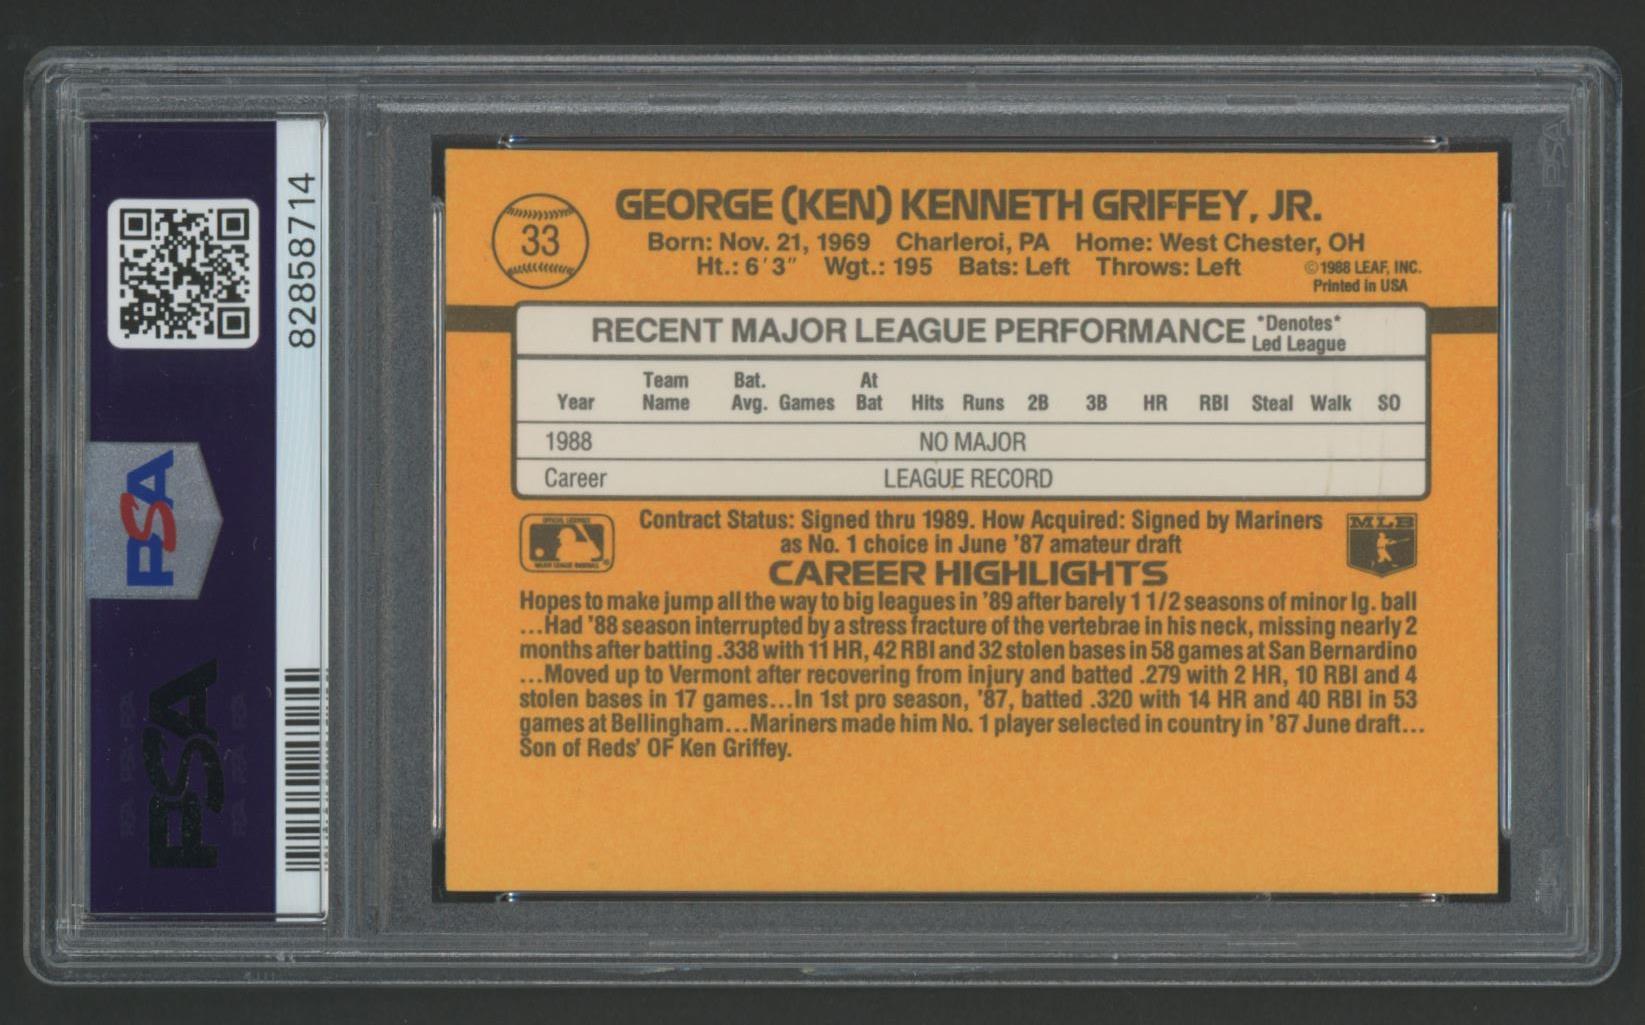 82858714
PSA
PSA
PSA
33
GEORGE (KEN) KENNETH GRIFFEY, JR.
Born: Nov. 21, 1969 Charleroi, PA Home: West Chester, OH
Ht.: 6'3" Wgt.: 195 Bats: Left Throws: Left
©1988 LEAF, INC.
Printed in USA
RECENT MAJOR LEAGUE PERFORMANCE
*Denotes*
Led League
Year Team Name Bat. Avg. Games At Bat Hits Runs 2B 3B HR RBI Steal Walk SO
1988 NO MAJOR
Career LEAGUE RECORD
Contract Status: Signed thru 1989. How Acquired: Signed by Mariners
as No. 1 choice in June '87 amateur draft
MLB
CAREER HIGHLIGHTS
Hopes to make jump all the way to big leagues in '89 after barely 1 1/2 seasons of minor lg. ball
...Had '88 season interrupted by a stress fracture of the vertebrae in his neck, missing nearly 2
months after batting .338 with 11 HR, 42 RBI and 32 stolen bases in 58 games at San Bernardino
...Moved up to Vermont after recovering from injury and batted .279 with 2 HR, 10 RBI and 4
stolen bases in 17 games...In 1st pro season, '87, batted .320 with 14 HR and 40 RBI in 53
games at Bellingham...Mariners made him No. 1 player selected in country in '87 June draft...
Son of Reds' OF Ken Griffey.